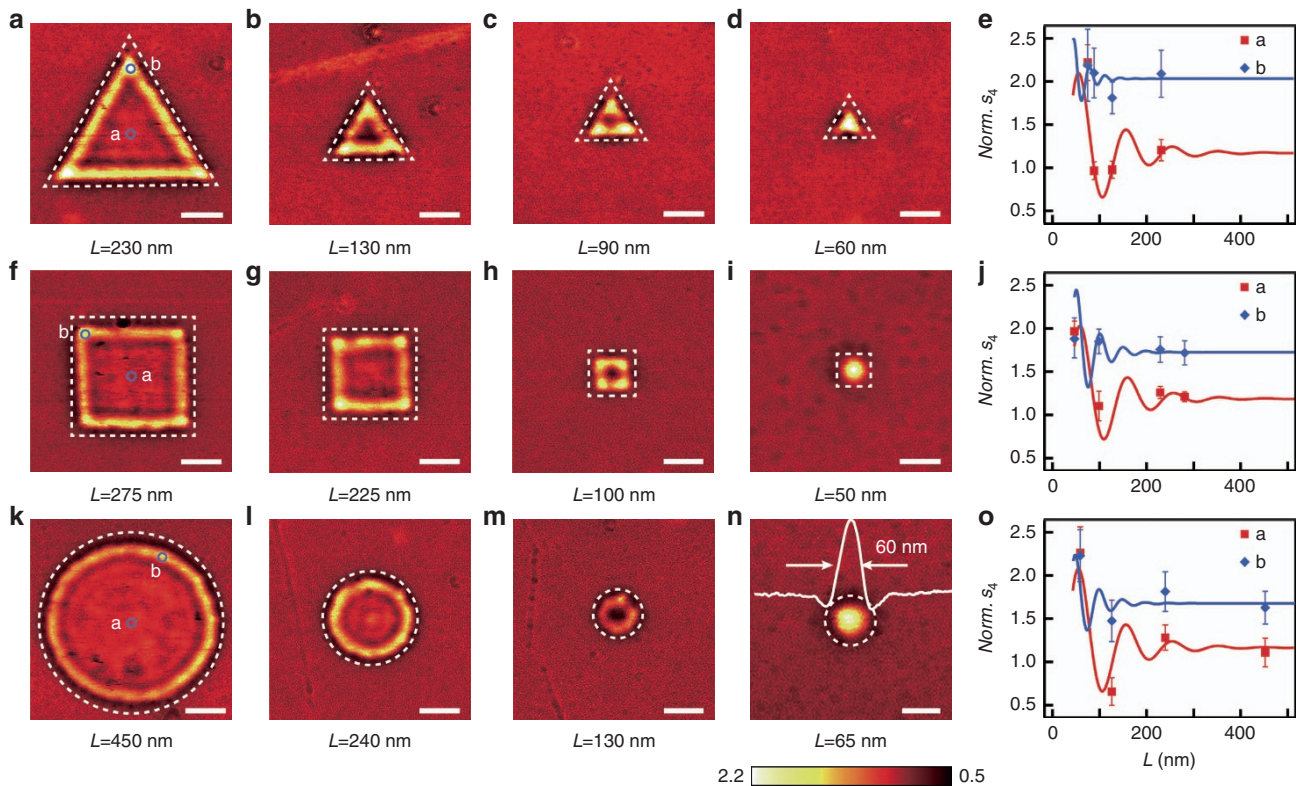 a b c d e
b
a
2.5
2.0
1.5
1.0
0.5
Norm. s4
a
b
0 200 400
L=230 nm L=130 nm L=90 nm L=60 nm
f g h i j
b
a
2.5
2.0
1.5
1.0
0.5
Norm. s4
a
b
0 200 400
L=275 nm L=225 nm L=100 nm L=50 nm
k l m n o
b
a
60 nm
2.5
2.0
1.5
1.0
0.5
Norm. s4
a
b
0 200 400
L (nm)
L=450 nm L=240 nm L=130 nm L=65 nm
2.2 0.5